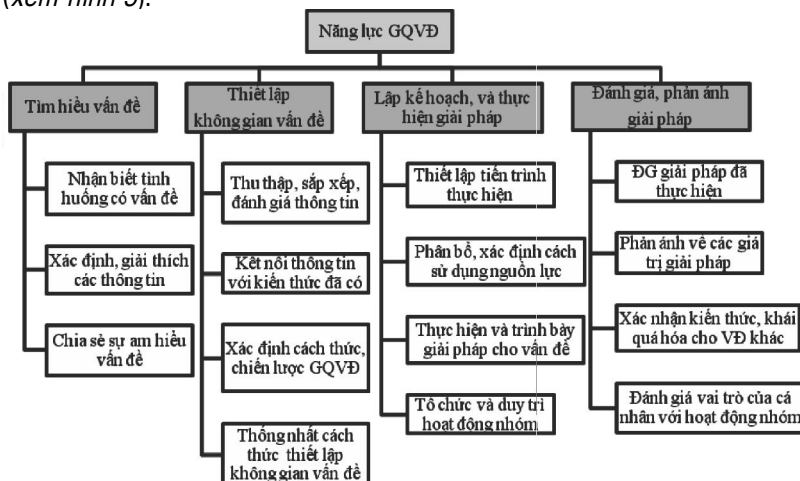 (xem hình 5).
Năng lực GQVĐ
Tìm hiểu vấn đề
Thiết lập
không gian vấn đề
Lập kế hoạch, và thực
hiện giải pháp
Đánh giá, phản ánh
giải pháp
Nhận biết tình
huống có vấn đề
Xác định, giải thích
các thông tin
Chia sẻ sự am hiểu
vấn đề
Thu thập, sắp xếp,
đánh giá thông tin
Kết nối thông tin
với kiến thức đã có
Xác định cách thức,
chiến lược GQVĐ
Thống nhất cách
thức thiết lập
không gian vấn đề
Thiết lập tiến trình
thực hiện
Phân bổ, xác định cách
sử dụng nguồn lực
Thực hiện và trình bày
giải pháp cho vấn đề
Tổ chức và duy trì
hoạt động nhóm
ĐG giải pháp đã
thực hiện
Phản ánh về các giá
trị giải pháp
Xác nhận kiến thức, khái
quá hóa cho VĐ khác
Đánh giá vai trò của cá
nhân với hoạt động nhóm